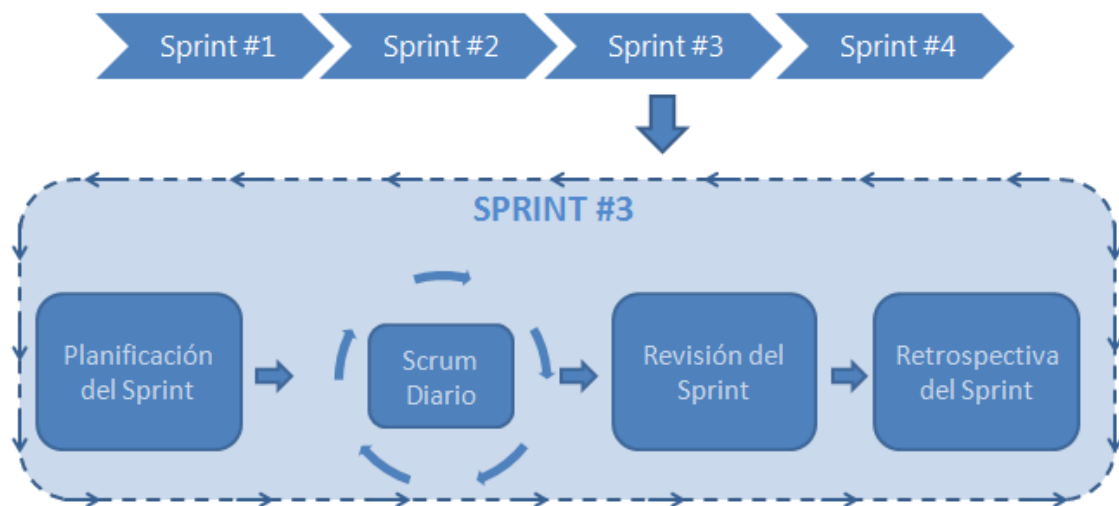 Sprint #1
Sprint #2
Sprint #3
Sprint #4
SPRINT #3
Planificación
del Sprint
Scrum
Diario
Revisión del
Sprint
Retrospectiva
del Sprint